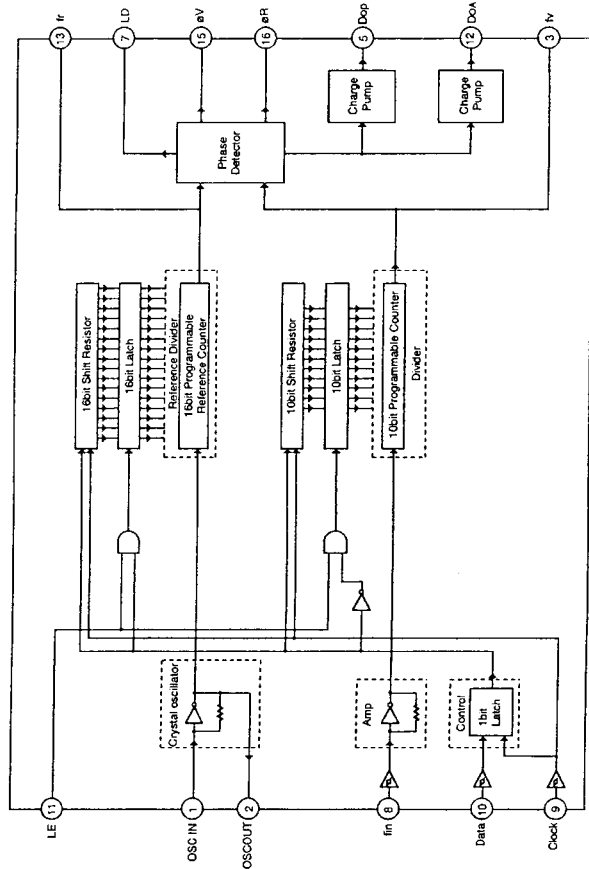 LE
11
OSC IN
1
OSCOUT
2
fin
8
Data
10
Clock
9
Crystal oscillator
Amp
Control
1bit
Latch
16bit Shift Resistor
16bit Latch
Reference Divider
16bit Programmable
Reference Counter
10bit Shift Resistor
10bit Latch
10bit Programmable Counter
Divider
Phase
Detector
Charge
Pump
Charge
Pump
13
fr
7
LD
15
øV
16
øR
5
Dop
12
DoA
3
fv